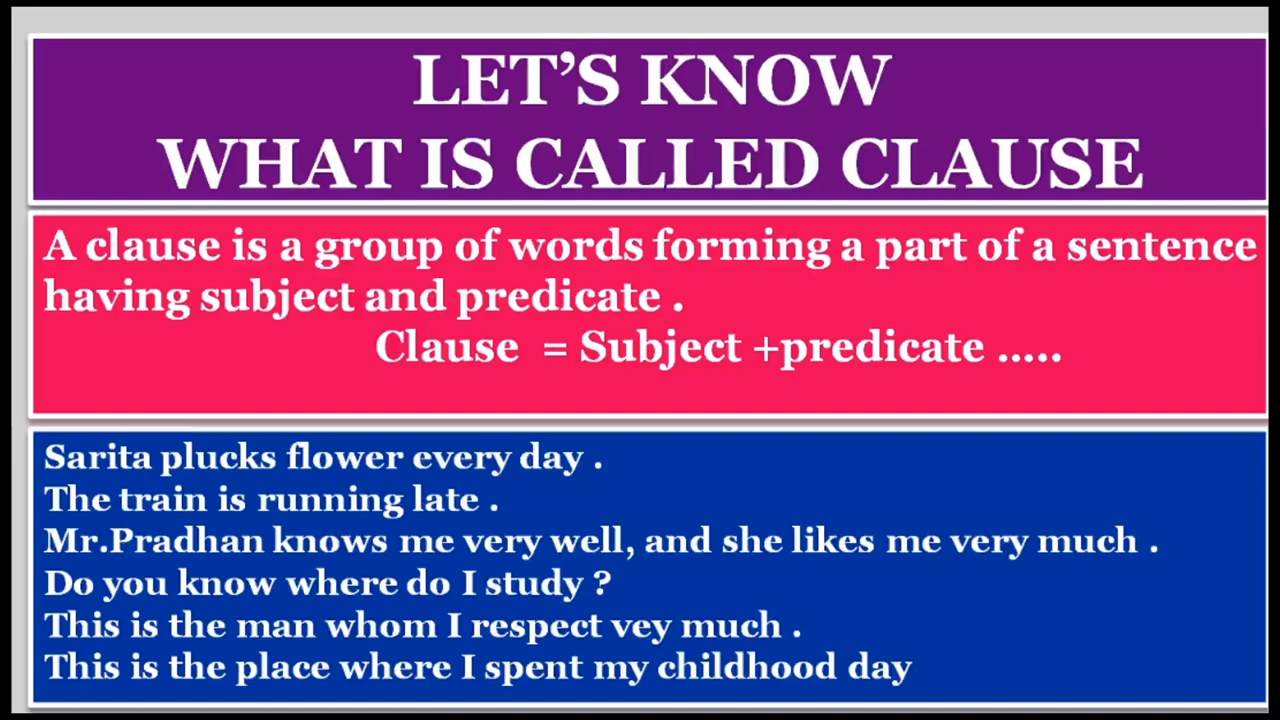 LET’S KNOW
WHAT IS CALLED CLAUSE
A clause is a group of words forming a part of a sentence
having subject and predicate .
Clause = Subject +predicate .....
Sarita plucks flower every day .
The train is running late .
Mr.Pradhan knows me very well, and she likes me very much .
Do you know where do I study ?
This is the man whom I respect vey much .
This is the place where I spent my childhood day